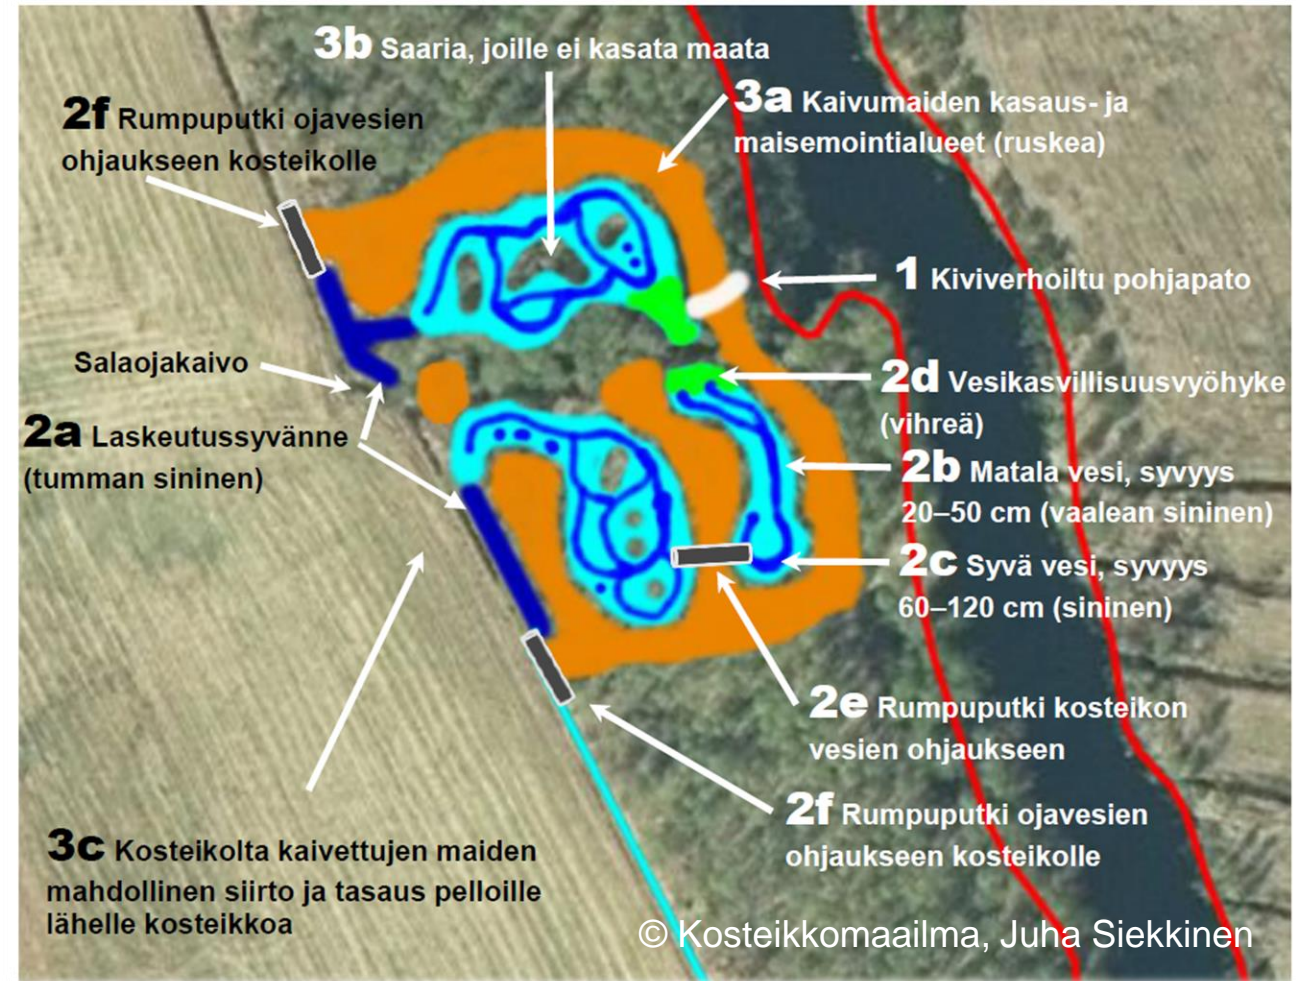 3b Saaria, joille ei kasata maata
3a Kaivumaiden kasaus- ja
maisemointialueet (ruskea)
2f Rumpuputki ojavesien
ohjaukseen kosteikolle
1 Kiviverhoiltu pohjapato
Salaojakaivo
2d Vesikasvillisuusvyöhyke
(vihreä)
2a Laskeutussyvänne
(tumman sininen)
2b Matala vesi, syvyys
20–50 cm (vaalean sininen)
2c Syvä vesi, syvyys
60–120 cm (sininen)
2e Rumpuputki kosteikon
vesien ohjaukseen
2f Rumpuputki ojavesien
ohjaukseen kosteikolle
3c Kosteikolta kaivettujen maiden
mahdollinen siirto ja tasaus pelloille
lähelle kosteikkoa
© Kosteikkomaailma, Juha Siekkinen